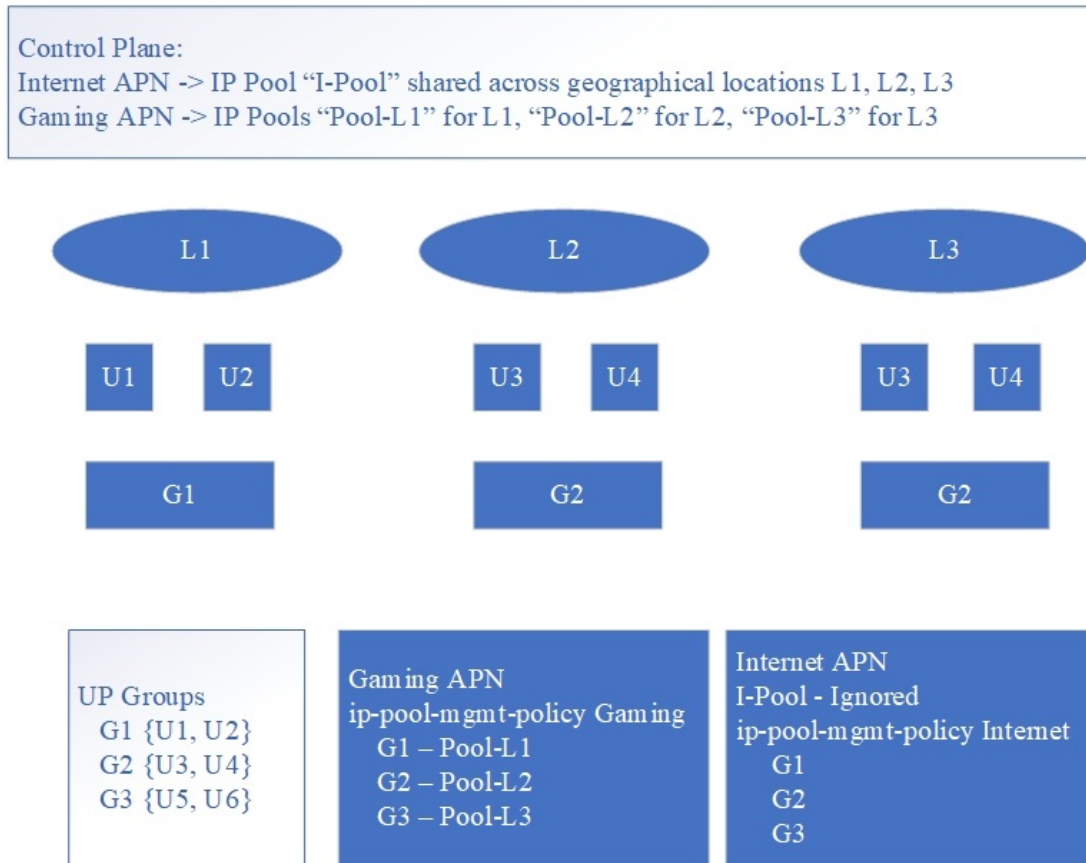 Control Plane:
Internet APN -> IP Pool “I-Pool” shared across geographical locations L1, L2, L3
Gaming APN -> IP Pools “Pool-L1” for L1, “Pool-L2” for L2, “Pool-L3” for L3
L1
L2
L3
U1
U2
U3
U4
U3
U4
G1
G2
G2
UP Groups
G1 {U1, U2}
G2 {U3, U4}
G3 {U5, U6}
Gaming APN
ip-pool-mgmt-policy Gaming
G1 – Pool-L1
G2 – Pool-L2
G3 – Pool-L3
Internet APN
I-Pool - Ignored
ip-pool-mgmt-policy Internet
G1
G2
G3